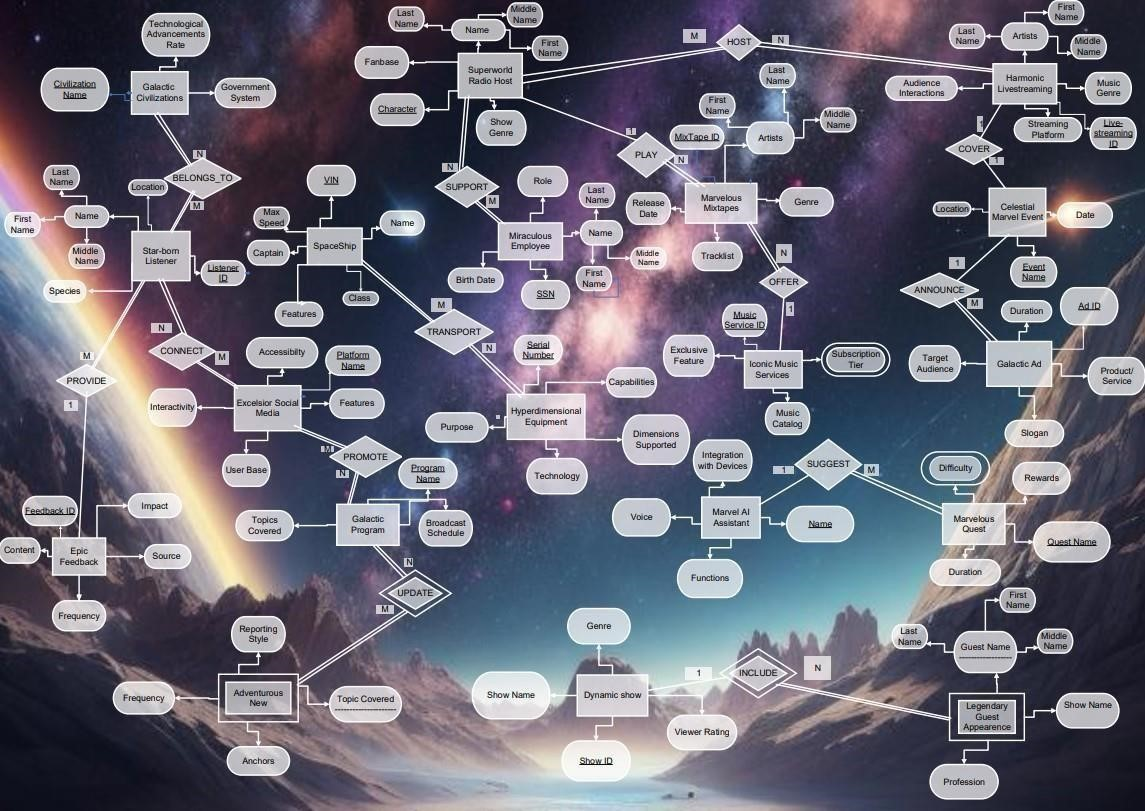 Technological
Advancements
Rate
Civilization
Name
Galactic
Civilizations
Government
System
N
BELONGS_TO
M
Last
Name
Location
First
Name
Name
Middle
Name
Star-born
Listener
Listener
ID
Species
Last
Name
Name
Middle
Name
First
Name
Fanbase
Superworld
Radio Host
Character
Show
Genre
M
HOST
N
First
Name
Last
Name
Artists
Middle
Name
Audience
Interactions
Harmonic
Livestreaming
Music
Genre
Streaming
Platform
Live-
streaming
ID
1
COVER
1
Last
Name
First
Name
MixTape ID
Artists
Middle
Name
1
PLAY
N
Release
Date
Marvelous
Mixtapes
Genre
Tracklist
N
OFFER
1
N
SUPPORT
M
Role
Last
Name
Name
Middle
Name
First
Name
Miraculous
Employee
Birth Date
SSN
VIN
Max
Speed
Name
Captain
SpaceShip
Class
Features
M
TRANSPORT
N
Location
Celestial
Marvel Event
Date
Event
Name
1
ANNOUNCE
M
Duration
Ad ID
Target
Audience
Galactic Ad
Product/
Service
Slogan
N
CONNECT
M
M
PROVIDE
1
Accessibilty
Platform
Name
Interactivity
Excelsior Social
Media
Features
User Base
M
PROMOTE
N
Serial
Number
Capabilities
Purpose
Hyperdimensional
Equipment
Dimensions
Supported
Technology
Music
Service ID
Exclusive
Feature
Iconic Music
Services
Subscription
Tier
Music
Catalog
Program
Name
Topics
Covered
Galactic
Program
Broadcast
Schedule
N
UPDATE
M
Integration
with Devices
1
SUGGEST
M
Voice
Marvel AI
Assistant
Name
Functions
Difficulty
Rewards
Marvelous
Quest
Quest Name
Duration
Feedback ID
Impact
Content
Epic
Feedback
Source
Frequency
Reporting
Style
Frequency
Adventurous
New
Topic Covered
Anchors
Genre
Show Name
Dynamic show
Viewer Rating
Show ID
1
INCLUDE
N
First
Name
Last
Name
Guest Name
Middle
Name
Legendary
Guest
Appearence
Show Name
Profession